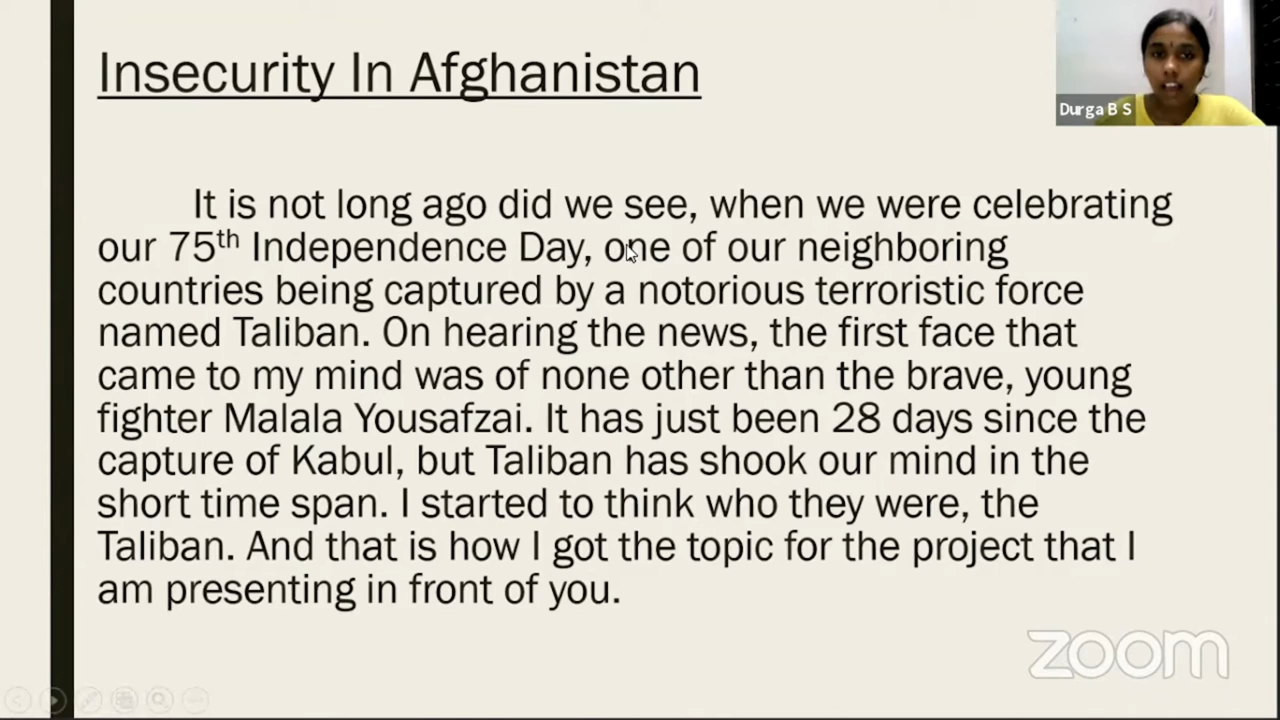 Insecurity In Afghanistan
Durga B S
It is not long ago did we see, when we were celebrating
our 75th Independence Day, one of our neighboring
countries being captured by a notorious terroristic force
named Taliban. On hearing the news, the first face that
came to my mind was of none other than the brave, young
fighter Malala Yousafzai. It has just been 28 days since the
capture of Kabul, but Taliban has shook our mind in the
short time span. I started to think who they were, the
Taliban. And that is how I got the topic for the project that I
am presenting in front of you.
zoom